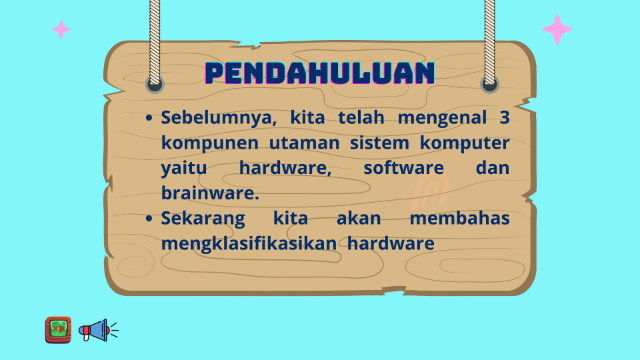 PENDAHULUAN
• Sebelumnya, kita telah mengenal 3
kompunen utaman sistem komputer
yaitu hardware, software dan
brainware.
• Sekarang kita akan membahas
mengklasifikasikan hardware